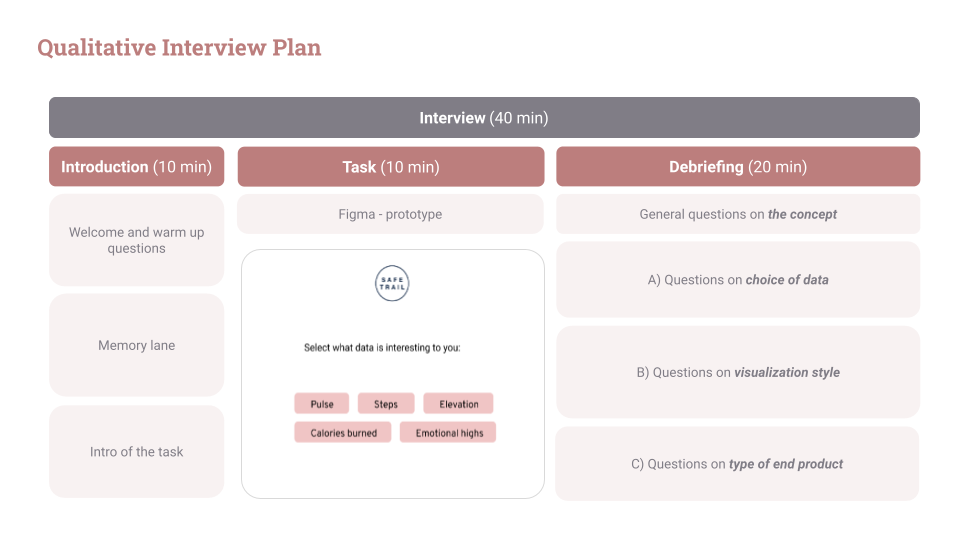 Qualitative Interview Plan
Interview (40 min)
Introduction (10 min)
Welcome and warm up
questions
Memory lane
Intro of the task
Task (10 min)
Figma - prototype
SAFE
TRAIL
Select what data is interesting to you:
Pulse
Steps
Elevation
Calories burned
Emotional highs
Debriefing (20 min)
General questions on the concept
A) Questions on choice of data
B) Questions on visualization style
C) Questions on type of end product